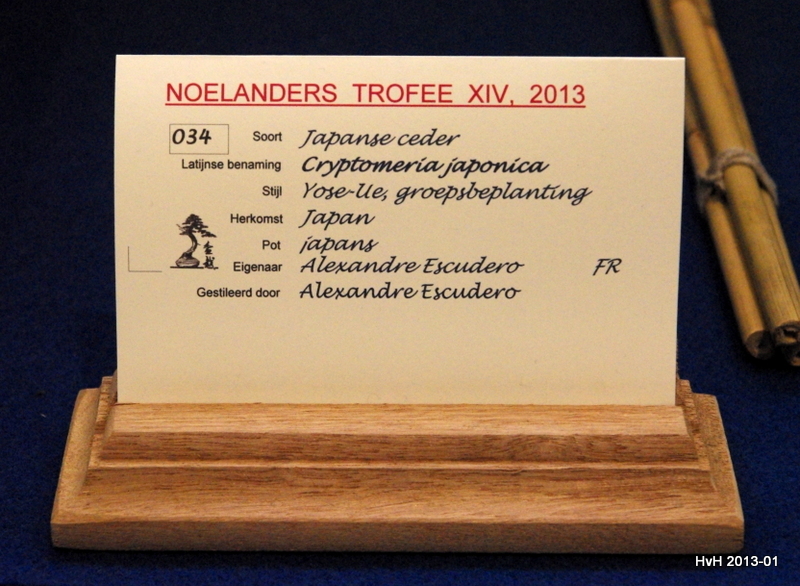 NOELANDERS TROFEE XIV, 2013
034 Soort Japanse ceder
Latijnse benaming Cryptomeria japonica
Stijl Yose-Ue, groepsbeplanting
Herkomst Japan
Pot japans
Eigenaar Alexandre Escudero FR
Gestileerd door Alexandre Escudero
HvH 2013-01